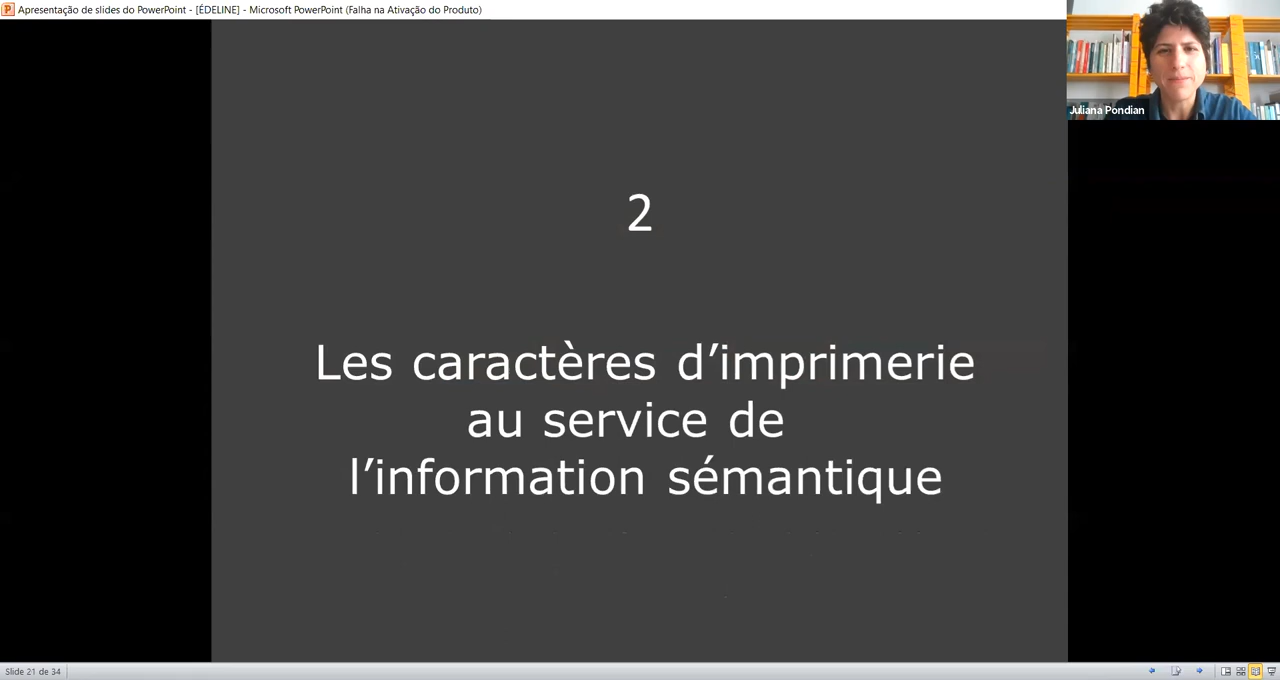 Apresentação de slides do PowerPoint - [ÉDELINE] - Microsoft PowerPoint (Falha na Ativação do Produto)
Juliana Pondian
2
Les caractères d’imprimerie
au service de
l’information sémantique
Slide 21 de 34